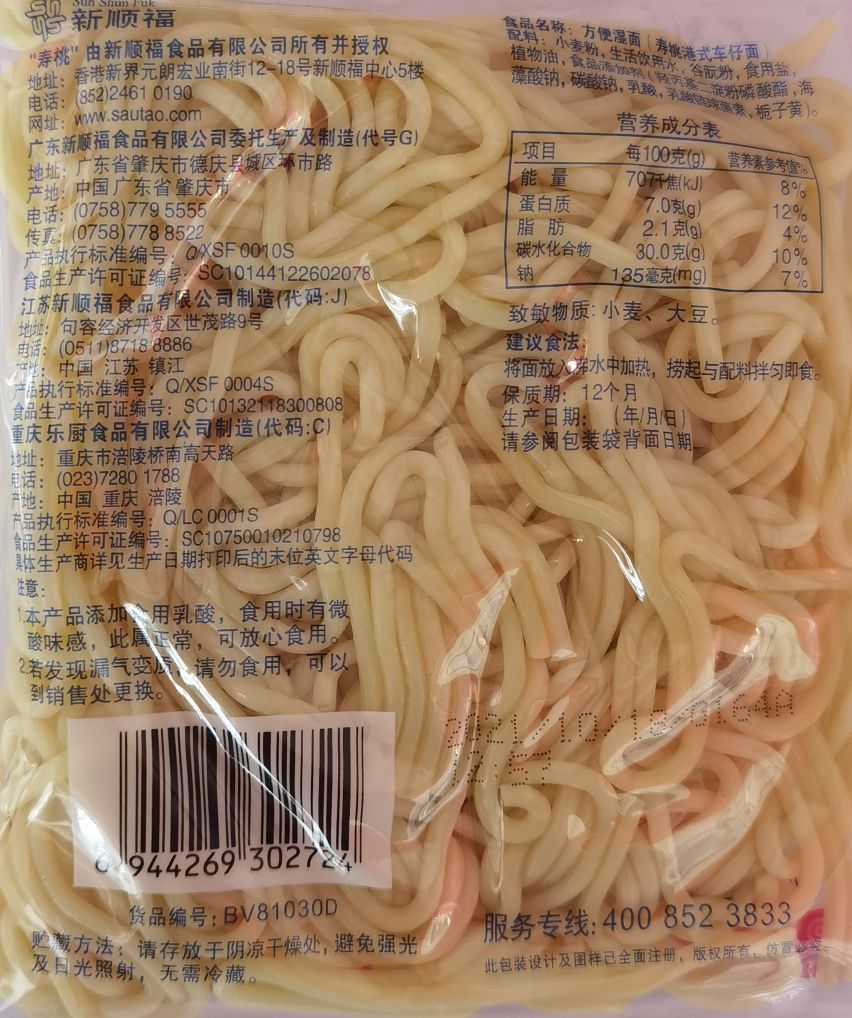 Sun Shun Fuk
新顺福
"寿桃"由新顺福食品有限公司所有并授权
地址：香港新界元朗宏业南街12-18号新顺福中心5楼
电话：(852)2461 0190
网址：www.sautao.com
广东新顺福食品有限公司委托生产及制造(代号G)
地址：广东省肇庆市德庆县城区环市路
产地：中国 广东省 肇庆市
电话：(0758)779 5555
传真：(0758)778 8522
产品执行标准编号：Q/XSF 0010S
食品生产许可证编号：SC10144122602078
江苏新顺福食品有限公司制造(代码:J)
地址：句容经济开发区世茂路9号
电话：(0511)8718 8886
产地：中国 江苏 镇江
产品执行标准编号：Q/XSF 0004S
食品生产许可证编号：SC10132118300808
重庆乐厨食品有限公司制造(代码:C)
地址：重庆市涪陵桥南高天路
电话：(023)7280 1788
产地：中国 重庆 涪陵
产品执行标准编号：Q/LC 0001S
食品生产许可证编号：SC10750010210798
具体生产商详见生产日期打印后的末位英文字母代码
注意：
1.本产品添加食用乳酸，食用时有微
酸味感，此属正常，可放心食用。
2.若发现漏气变质，请勿食用，可以
到销售处更换。
6 944269 302724
货品编号：BV81030D
贮藏方法：请存放于阴凉干燥处，避免强光
及日光照射，无需冷藏。
食品名称：方便湿面（寿桃港式车仔面）
配料：小麦粉，生活饮用水，谷朊粉，食用盐，
植物油，食品添加剂（羟丙基二淀粉磷酸酯，海
藻酸钠，碳酸钠，乳酸，乳酸链球菌素，栀子黄）。
营养成分表
项目 每100克(g) 营养素参考值%
能量 707千焦(kJ) 8%
蛋白质 7.0克(g) 12%
脂肪 2.1克(g) 4%
碳水化合物 30.0克(g) 10%
钠 135毫克(mg) 7%
致敏物质：小麦、大豆。
建议食法：
将面放入沸水中加热，捞起与配料拌匀即食。
保质期：12个月
生产日期：（年/月/日）
请参阅包装袋背面日期
2021/10
服务专线：400 852 3833
此包装设计及图样已全面注册，版权所有，仿冒必究。